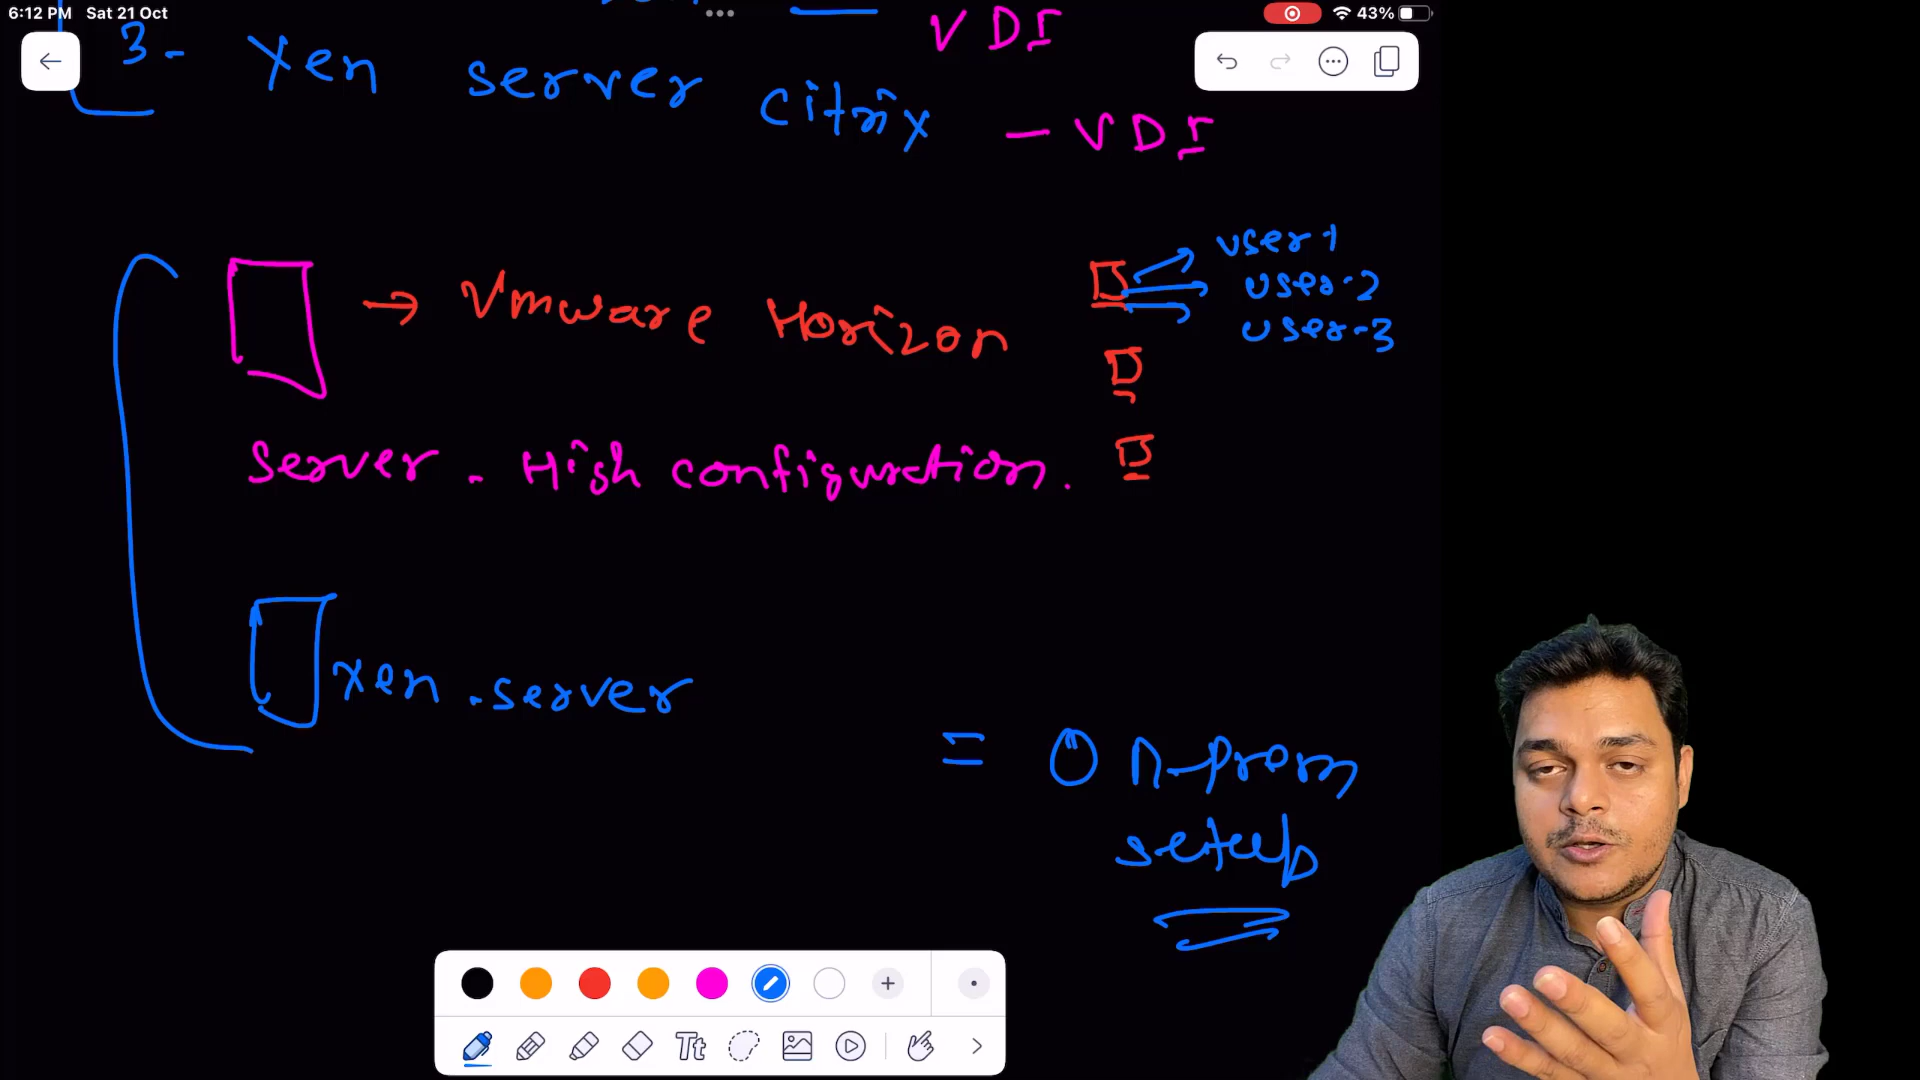 6:12 PM Sat 21 Oct
43%
VDI
3- Xen server citrix - VDI
user 1
→ Vmware Horizon
user-2
user-3
server - High configuration.
xen - server
= On-prem
setup
Tt